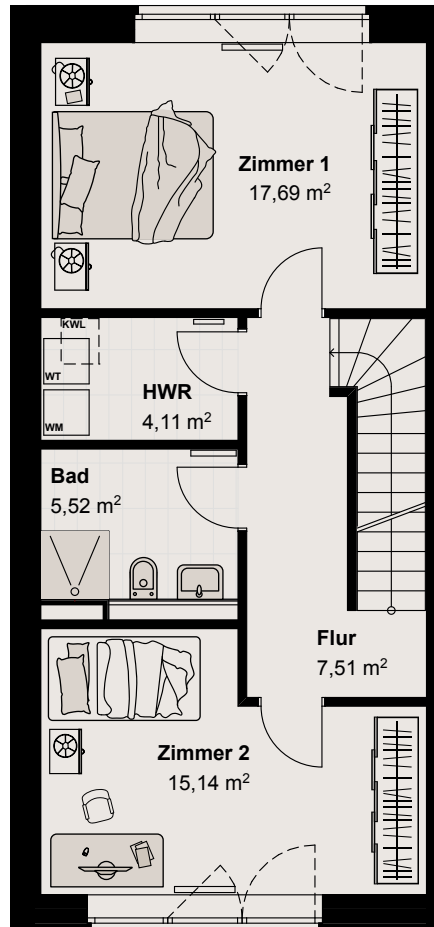 Zimmer 1
17,69 m²
KWL
WT
HWR
4,11 m²
WM
Bad
5,52 m²
Flur
7,51 m²
Zimmer 2
15,14 m²